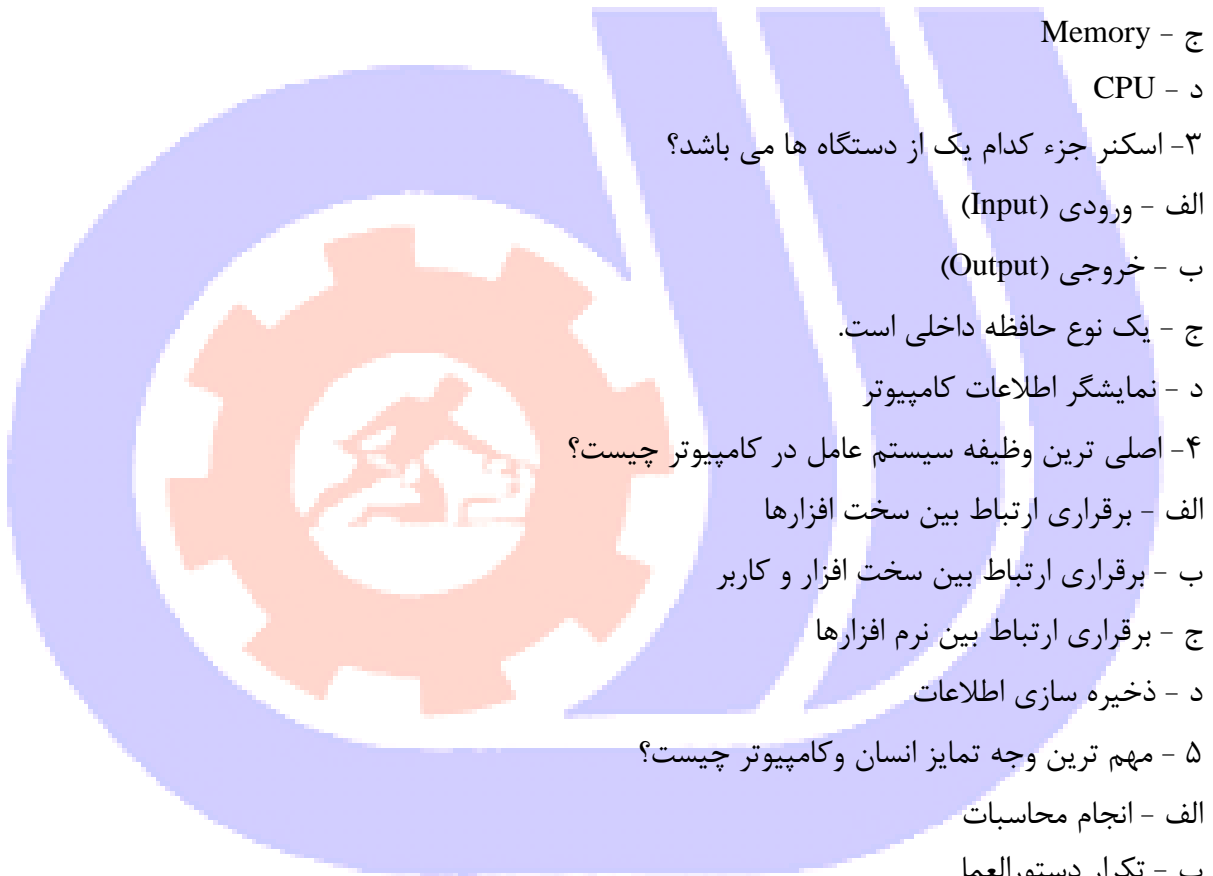 ج - Memory
د - CPU
۳- اسکنر جزء کدام یک از دستگاه ها می باشد؟
الف - ورودی (Input)
ب - خروجی (Output)
ج - یک نوع حافظه داخلی است.
د - نمایشگر اطلاعات کامپیوتر
۴- اصلی ترین وظیفه سیستم عامل در کامپیوتر چیست؟
الف - برقراری ارتباط بین سخت افزارها
ب - برقراری ارتباط بین سخت افزار و کاربر
ج - برقراری ارتباط بین نرم افزارها
د - ذخیره سازی اطلاعات
۵ - مهم ترین وجه تمایز انسان وکامپیوتر چیست؟
الف - انجام محاسبات
ب - تکرار دستورالعمل